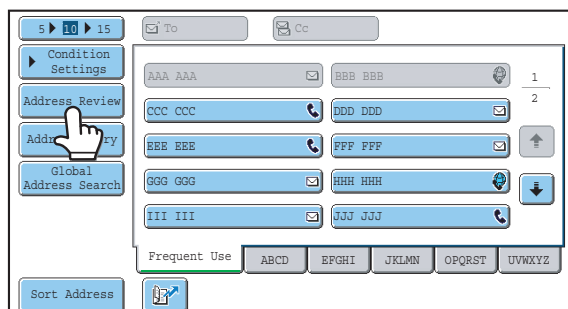 5 10 15
To
Cc
Condition
Settings
Address Review
Global
Address Search
Sort Address
AAA AAA
BBB BBB
CCC CCC
DDD DDD
EEE EEE
FFF FFF
GGG GGG
HHH HHH
III III
JJJ JJJ
1
2
Frequent Use
ABCD
EFGHI
JKLMN
OPQRST
UVWXYZ